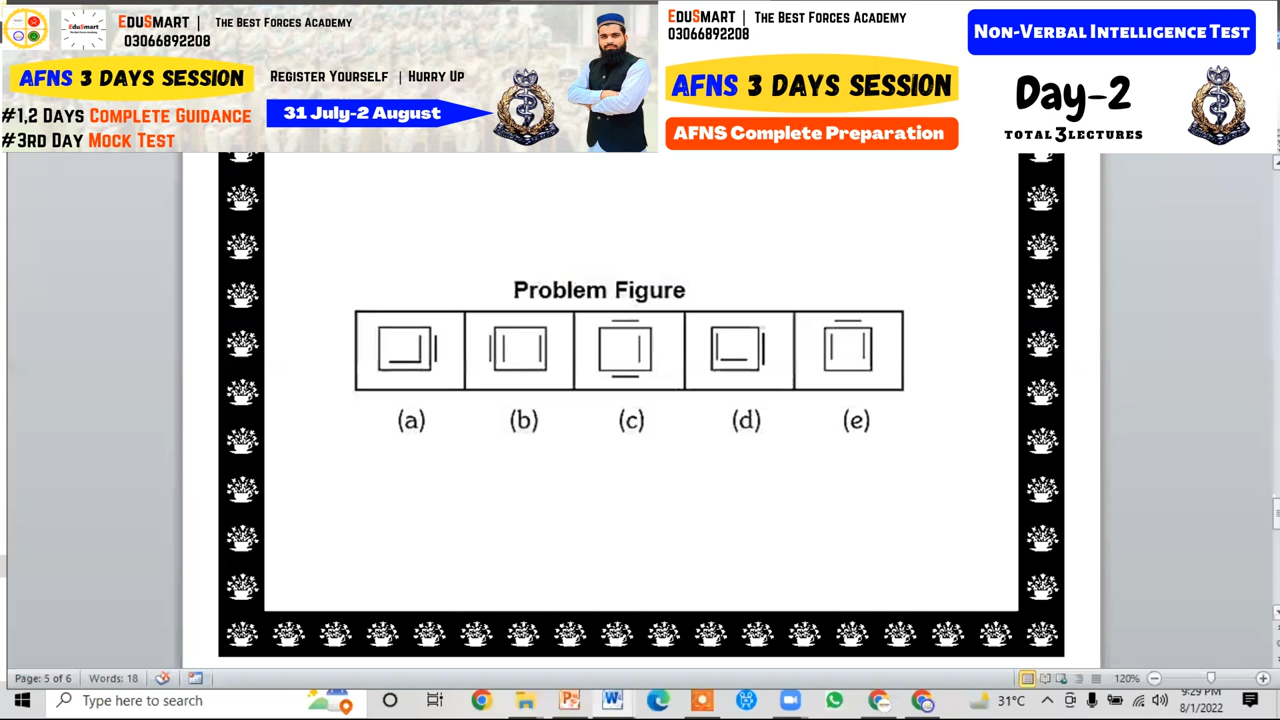 EduSmart |
The Best Forces Academy
03066892208
AFNS 3 Days Session
Register Yourself | Hurry Up
31 July-2 August
#1,2 Days Complete Guidance
#3rd Day Mock Test
EduSmart | The Best Forces Academy
03066892208
AFNS 3 Days Session
AFNS Complete Preparation
Non-Verbal Intelligence Test
Day-2
Total 3 Lectures
EduSmart
Problem Figure
(a) (b) (c) (d) (e)
Page: 5 of 6 Words: 18 120%
Type here to search
31°C
9:29 PM
8/1/2022